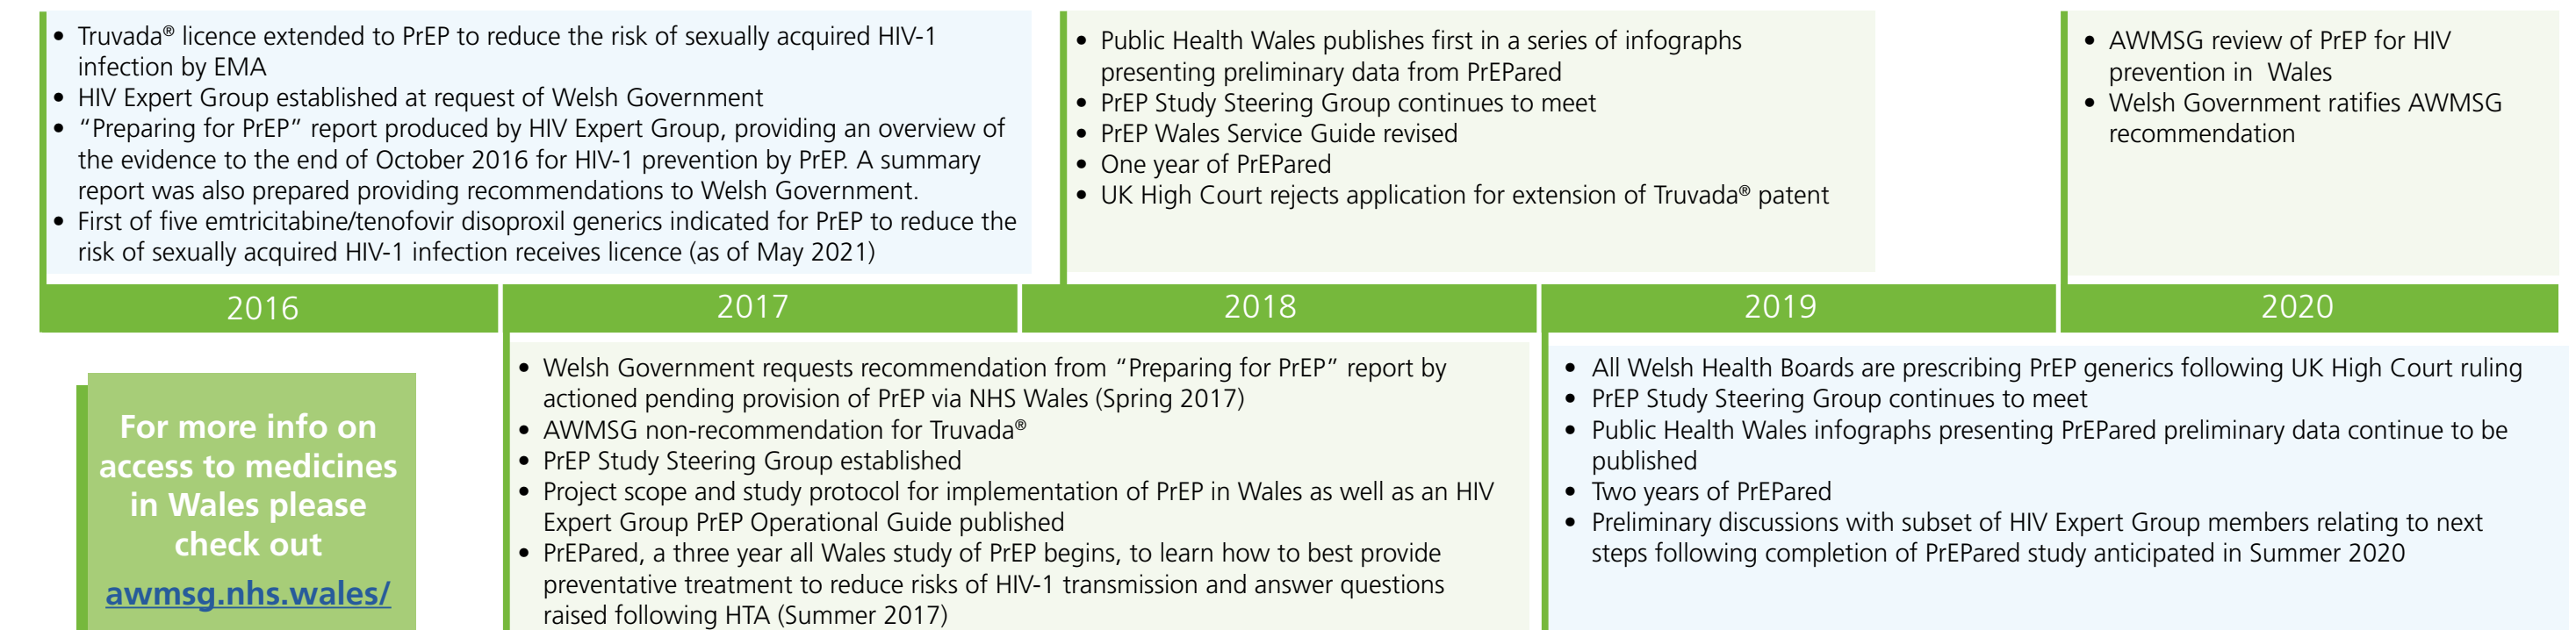 • Truvada® licence extended to PrEP to reduce the risk of sexually acquired HIV-1
infection by EMA
• HIV Expert Group established at request of Welsh Government
• “Preparing for PrEP” report produced by HIV Expert Group, providing an overview of
the evidence to the end of October 2016 for HIV-1 prevention by PrEP. A summary
report was also prepared providing recommendations to Welsh Government.
• First of five emtricitabine/tenofovir disoproxil generics indicated for PrEP to reduce the
risk of sexually acquired HIV-1 infection receives licence (as of May 2021)
• Public Health Wales publishes first in a series of infographs
presenting preliminary data from PrEPared
• PrEP Study Steering Group continues to meet
• PrEP Wales Service Guide revised
• One year of PrEPared
• UK High Court rejects application for extension of Truvada® patent
• AWMSG review of PrEP for HIV
prevention in Wales
• Welsh Government ratifies AWMSG
recommendation
2016
2017
2018
2019
2020
For more info on
access to medicines
in Wales please
check out
awmsg.nhs.wales/
• Welsh Government requests recommendation from “Preparing for PrEP” report by
actioned pending provision of PrEP via NHS Wales (Spring 2017)
• AWMSG non-recommendation for Truvada®
• PrEP Study Steering Group established
• Project scope and study protocol for implementation of PrEP in Wales as well as an HIV
Expert Group PrEP Operational Guide published
• PrEPared, a three year all Wales study of PrEP begins, to learn how to best provide
preventative treatment to reduce risks of HIV-1 transmission and answer questions
raised following HTA (Summer 2017)
• All Welsh Health Boards are prescribing PrEP generics following UK High Court ruling
• PrEP Study Steering Group continues to meet
• Public Health Wales infographs presenting PrEPared preliminary data continue to be
published
• Two years of PrEPared
• Preliminary discussions with subset of HIV Expert Group members relating to next
steps following completion of PrEPared study anticipated in Summer 2020